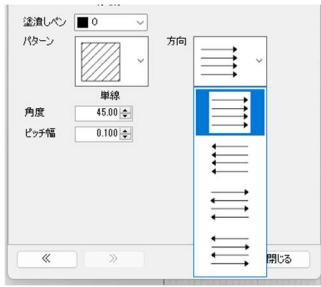 塗潰しペン 0
パターン 方向
単線
角度 45.00
ピッチ幅 0.100
≪ ≫ 閉じる